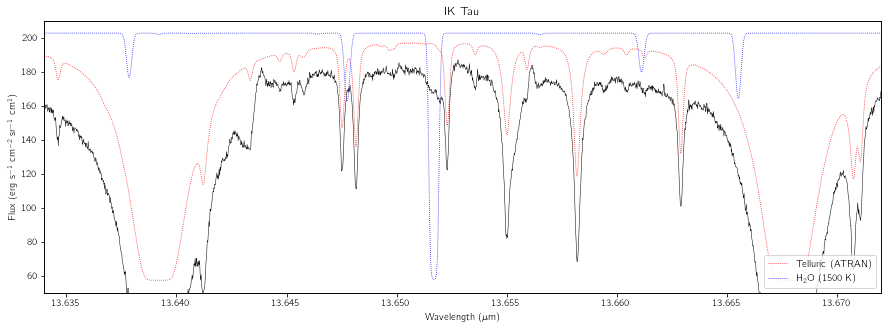 IK Tau
Flux (erg s⁻¹ cm⁻² sr⁻¹ cm¹)
200
180
160
140
120
100
80
60
Telluric (ATRAN)
H₂O (1500 K)
13.635 13.640 13.645 13.650 13.655 13.660 13.665 13.670
Wavelength (μm)